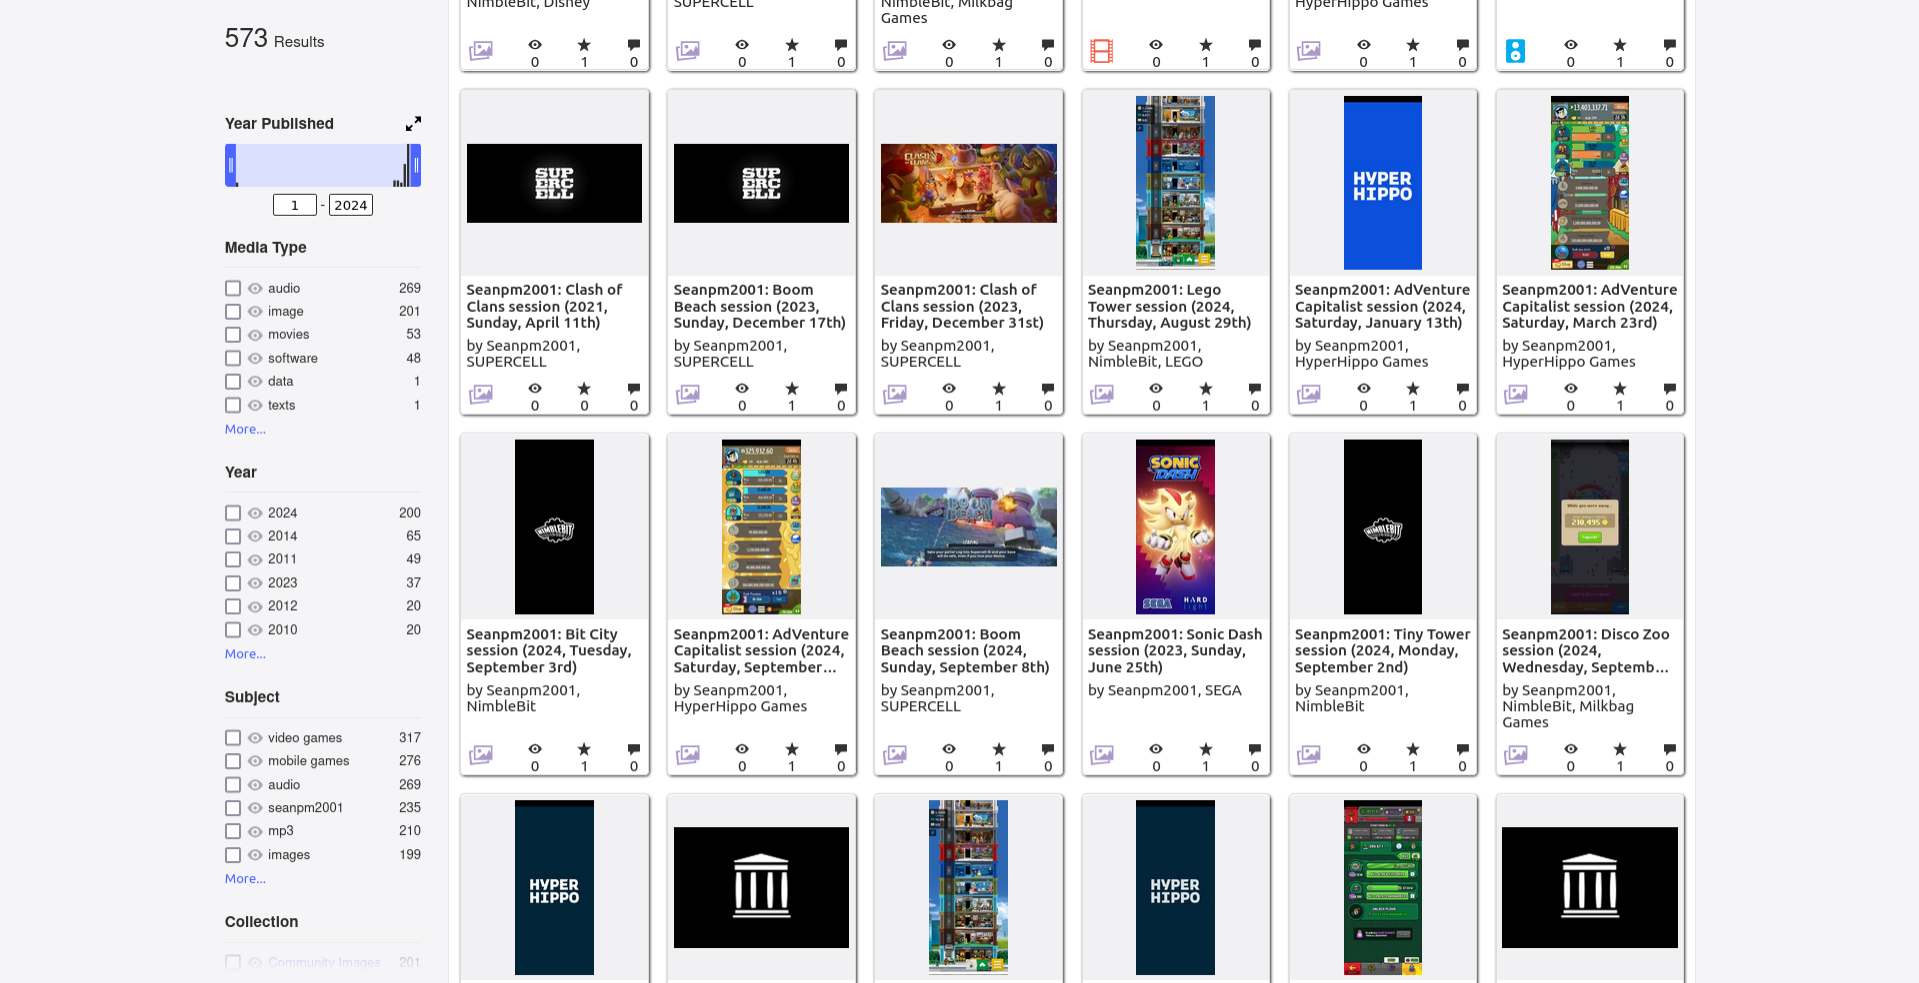 573 Results
Year Published
1 - 2024
Media Type
audio 269
image 201
movies 53
software 48
data 1
texts 1
More...
Year
2024 200
2014 65
2011 49
2023 37
2012 20
2010 20
More...
Subject
video games 317
mobile games 276
audio 269
seanpm2001 235
mp3 210
images 199
More...
Collection
Community Images 201
NimbleBit, Disney
0 1 0
SUPERCELL
0 1 0
NimbleBit, Milkbag
Games
0 1 0
0 1 0
HyperHippo Games
0 1 0
0 1 0
SUP
ERC
ELL
Seanpm2001: Clash of
Clans session (2021,
Sunday, April 11th)
by Seanpm2001,
SUPERCELL
0 0 0
SUP
ERC
ELL
Seanpm2001: Boom
Beach session (2023,
Sunday, December 17th)
by Seanpm2001,
SUPERCELL
0 1 0
Seanpm2001: Clash of
Clans session (2023,
Friday, December 31st)
by Seanpm2001,
SUPERCELL
0 1 0
Seanpm2001: Lego
Tower session (2024,
Thursday, August 29th)
by Seanpm2001,
NimbleBit, LEGO
0 1 0
HYPER
HIPPO
Seanpm2001: AdVenture
Capitalist session (2024,
Saturday, January 13th)
by Seanpm2001,
HyperHippo Games
0 1 0
Seanpm2001: AdVenture
Capitalist session (2024,
Saturday, March 23rd)
by Seanpm2001,
HyperHippo Games
0 1 0
NIMBLEBIT
Seanpm2001: Bit City
session (2024, Tuesday,
September 3rd)
by Seanpm2001,
NimbleBit
0 1 0
Seanpm2001: AdVenture
Capitalist session (2024,
Saturday, September...
by Seanpm2001,
HyperHippo Games
0 1 0
BOOM
BEACH
Seanpm2001: Boom
Beach session (2024,
Sunday, September 8th)
by Seanpm2001,
SUPERCELL
0 1 0
SONIC
DASH
SEGA HARD
light
Seanpm2001: Sonic Dash
session (2023, Sunday,
June 25th)
by Seanpm2001, SEGA
0 1 0
NIMBLEBIT
Seanpm2001: Tiny Tower
session (2024, Monday,
September 2nd)
by Seanpm2001,
NimbleBit
0 1 0
While you were away...
210,495
Seanpm2001: Disco Zoo
session (2024,
Wednesday, Septemb...
by Seanpm2001,
NimbleBit, Milkbag
Games
0 1 0
HYPER
HIPPO
HYPER
HIPPO